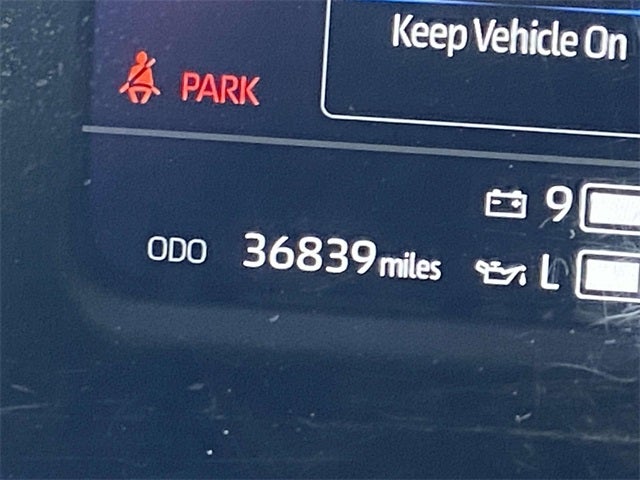 Keep Vehicle On
PARK
9
ODO 36839 miles
L